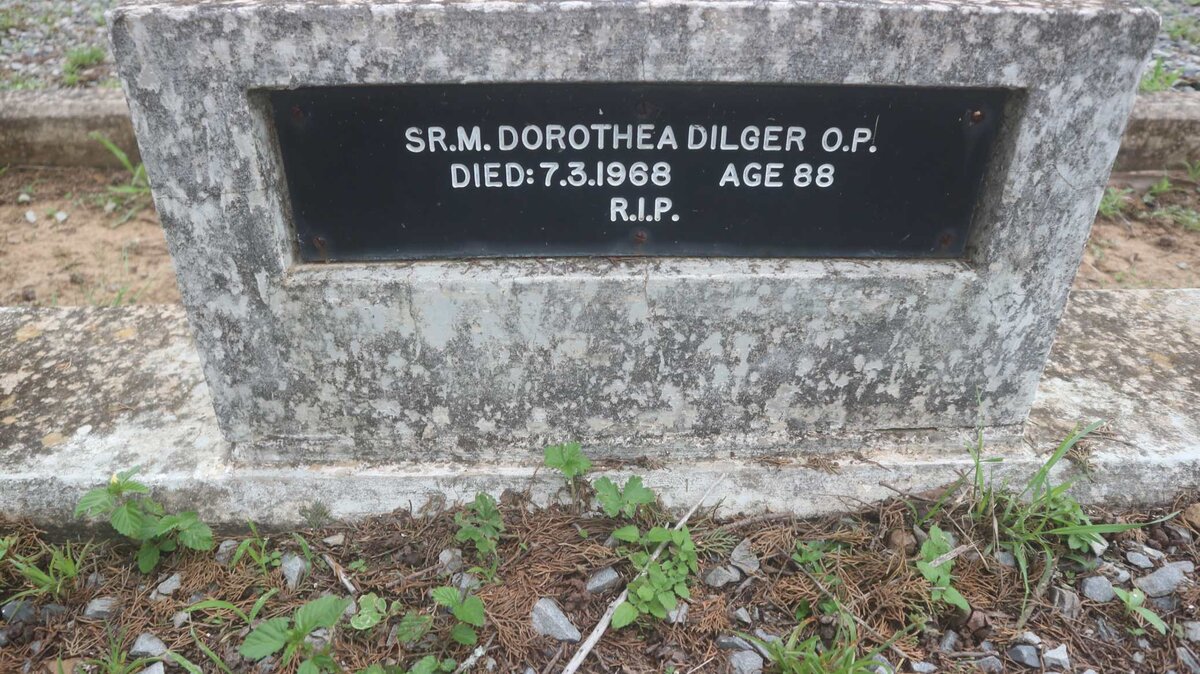 SR.M. DOROTHEA DILGER O.P.
DIED: 7.3.1968 AGE 88
R.I.P.